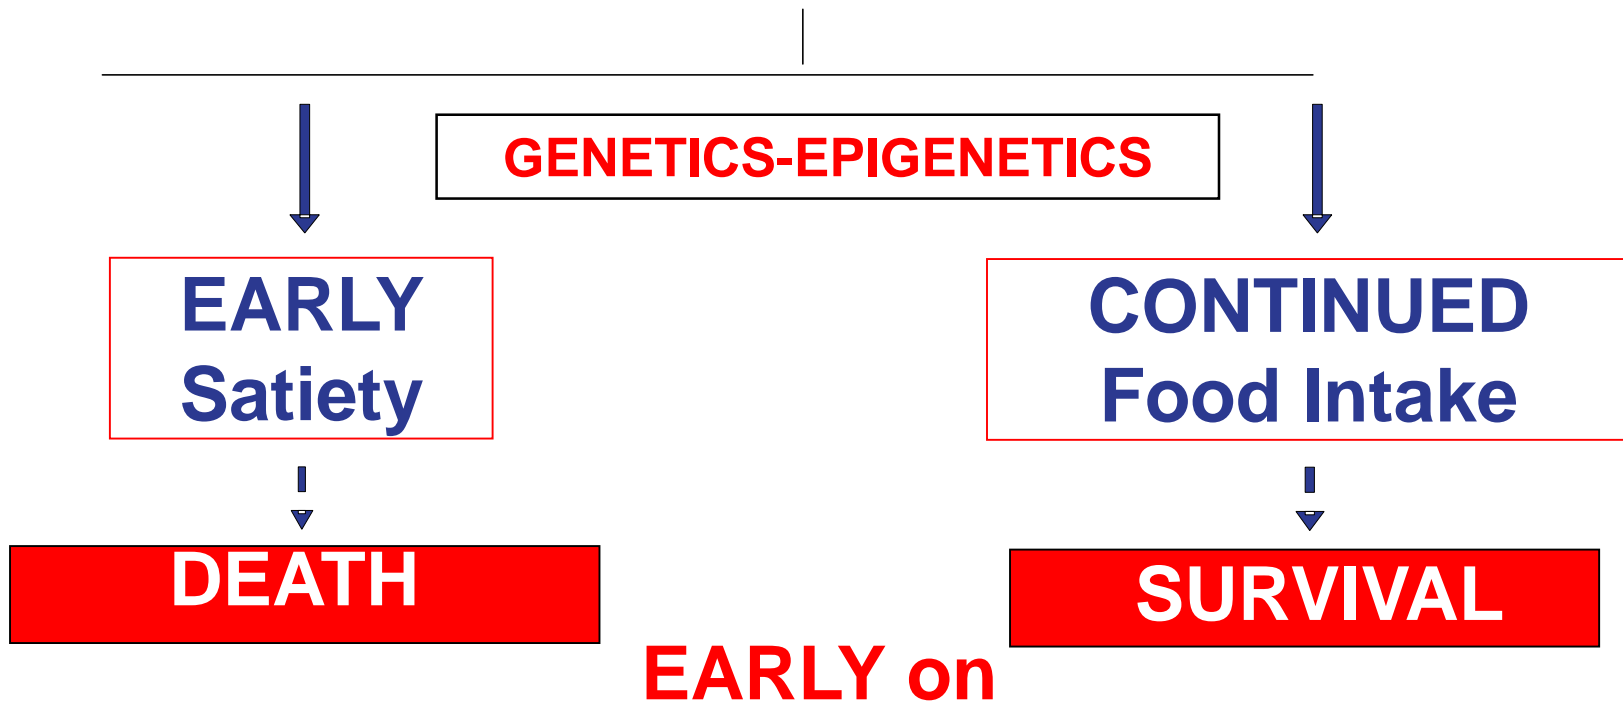 GENETICS-EPIGENETICS
EARLY
Satiety
CONTINUED
Food Intake
DEATH
SURVIVAL
EARLY on